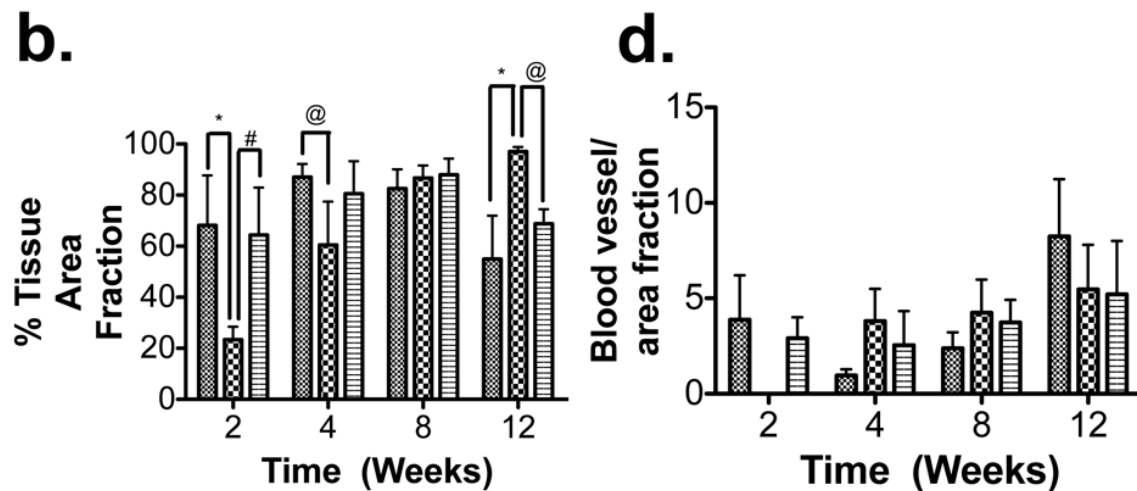 b.
% Tissue
Area
Fraction
100
80
60
40
20
0
* # @ * @
2 4 8 12
Time (Weeks)
d.
Blood vessel/
area fraction
15
10
5
0
2 4 8 12
Time (Weeks)